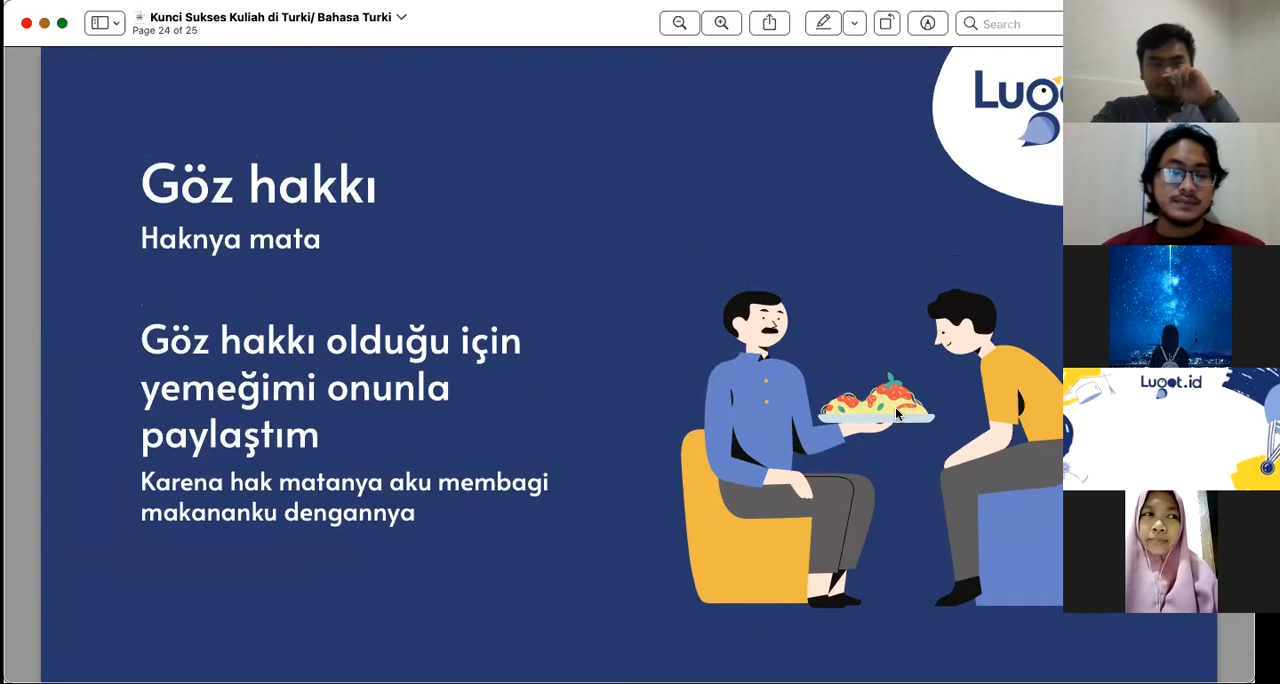 Kunci Sukses Kuliah di Turki/ Bahasa Turki
Page 24 of 25
Search
Göz hakkı
Haknya mata
Göz hakkı olduğu için
yemeğimi onunla
paylaştım
Karena hak matanya aku membagi
makananku dengannya
Lugot.id